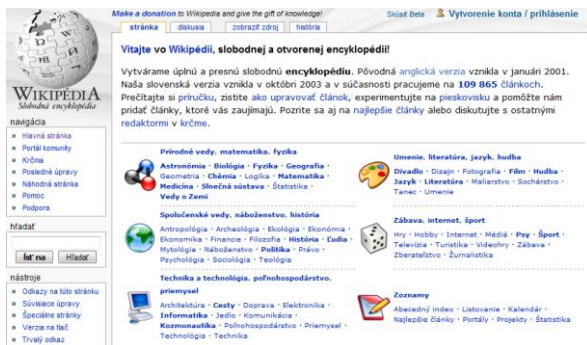 Make a donation to Wikipedia and give the gift of knowledge!
Skúsiť Beta Vytvorenie konta / prihlásenie
stránka diskusia zobraziť zdroj história
WIKIPÉDIA
Slobodná encyklopédia
navigácia
Hlavná stránka
Portál komunity
Krčma
Posledné úpravy
Náhodná stránka
Pomoc
Podpora
hľadať
Ísť na Hľadať
nástroje
Odkazy na túto stránku
Súvisiace úpravy
Špeciálne stránky
Verzia na tlač
Trvalý odkaz
Vitajte vo Wikipédii, slobodnej a otvorenej encyklopédii!
Vytvárame úplnú a presnú slobodnú encyklopédiu. Pôvodná anglická verzia vznikla v januári 2001.
Naša slovenská verzia vznikla v októbri 2003 a v súčasnosti pracujeme na 109 865 článkoch.
Prečítajte si príručku, zistite ako upravovať článok, experimentujte na pieskovisku a pomôžte nám
pridať články, ktoré vás zaujímajú. Pozrite sa aj na najlepšie články alebo diskutujte s ostatnými
redaktormi v krčme.
Prírodné vedy, matematika, fyzika
Astronómia · Biológia · Fyzika · Geografia ·
Geometria · Chémia · Logika · Matematika ·
Medicína · Slnečná sústava · Štatistika ·
Vedy o Zemi
Umenie, literatúra, jazyk, hudba
Divadlo · Dizajn · Fotografia · Film · Hudba ·
Jazyk · Literatúra · Maliarstvo · Sochárstvo ·
Tanec · Umenie
Spoločenské vedy, náboženstvo, história
Antropológia · Archeológia · Ekológia · Ekonómia ·
Ekonomika · Financie · Filozofia · História · Ľudia ·
Mytológia · Náboženstvo · Politika · Právo ·
Psychológia · Sociológia · Teológia
Zábava, internet, šport
Hry · Hobby · Internet · Médiá · Psy · Šport ·
Televízia · Turistika · Videohry · Zábava ·
Zberateľstvo · Žurnalistika
Technika a technológia, poľnohospodárstvo,
priemysel
Architektúra · Cesty · Doprava · Elektronika ·
Informatika · Jedlo · Komunikácia ·
Kozmonautika · Poľnohospodárstvo · Priemysel ·
Technológia · Technika
Zoznamy
Abecedný index · Listovanie · Kalendár ·
Najlepšie články · Portály · Projekty · Štatistika